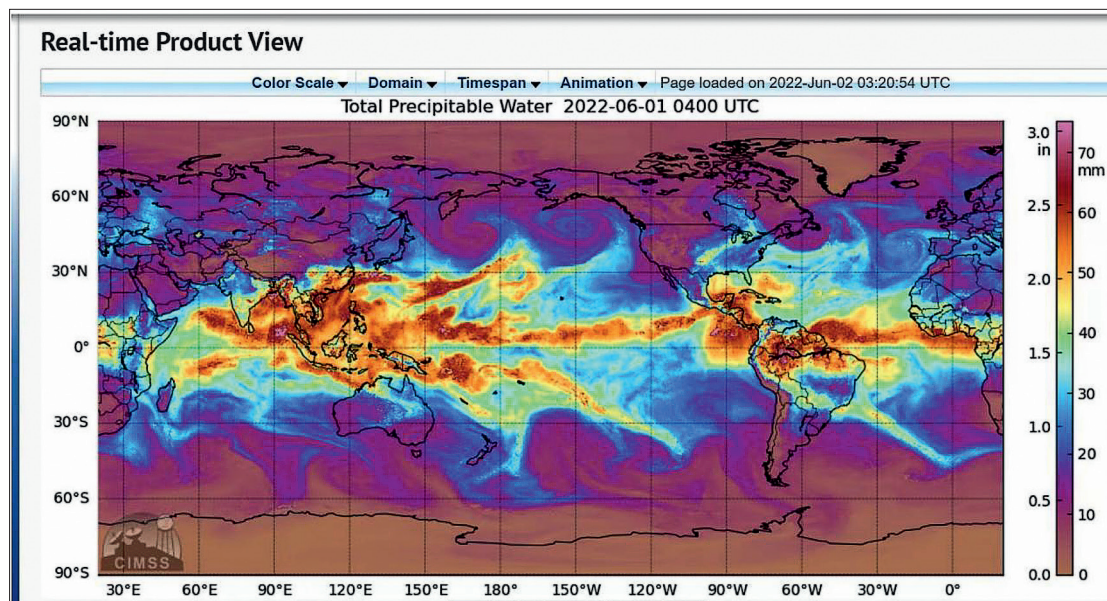 Real-time Product View
Color Scale Domain Timespan Animation Page loaded on 2022-Jun-02 03:20:54 UTC
Total Precipitable Water 2022-06-01 0400 UTC
90°N
60°N
30°N
0°
30°S
60°S
90°S
30°E 60°E 90°E 120°E 150°E 180° 150°W 120°W 90°W 60°W 30°W 0°
3.0
in
2.5
2.0
1.5
1.0
0.5
0.0
70
mm
60
50
40
30
20
10
0
CIMSS